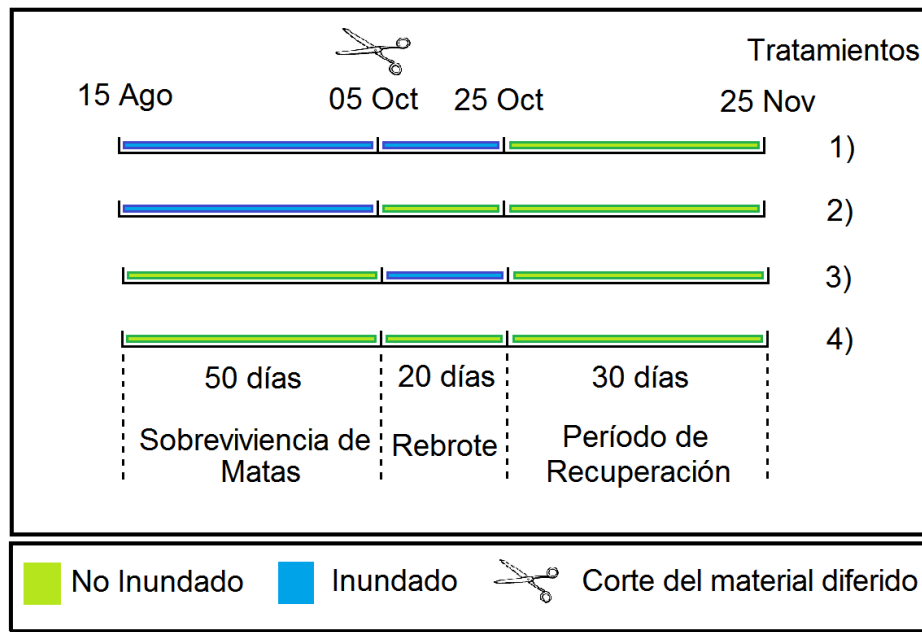 Tratamientos
15 Ago 05 Oct 25 Oct 25 Nov
1)
2)
3)
4)
50 días 20 días 30 días
Sobreviviencia de
Matas
Rebrote
Período de
Recuperación
No Inundado Inundado Corte del material diferido